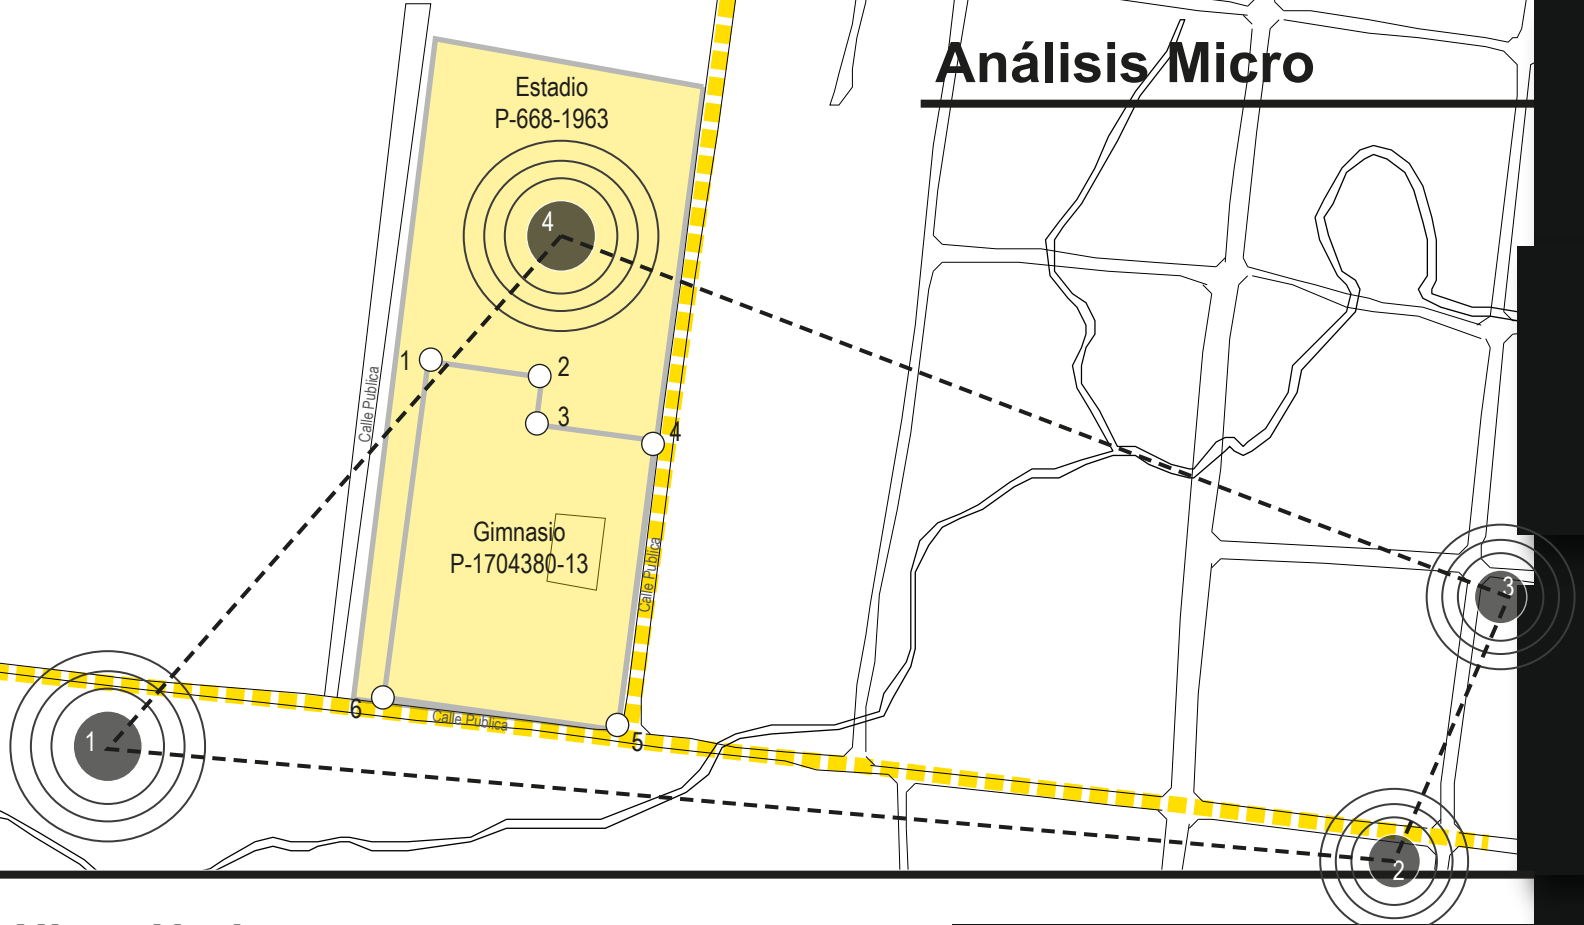 Análisis Micro
Estadio
P-668-1963
4
1
2
3
4
Calle Publica
Gimnasio
P-1704380-13
Calle Publica
3
6
Calle Publica
5
1
2